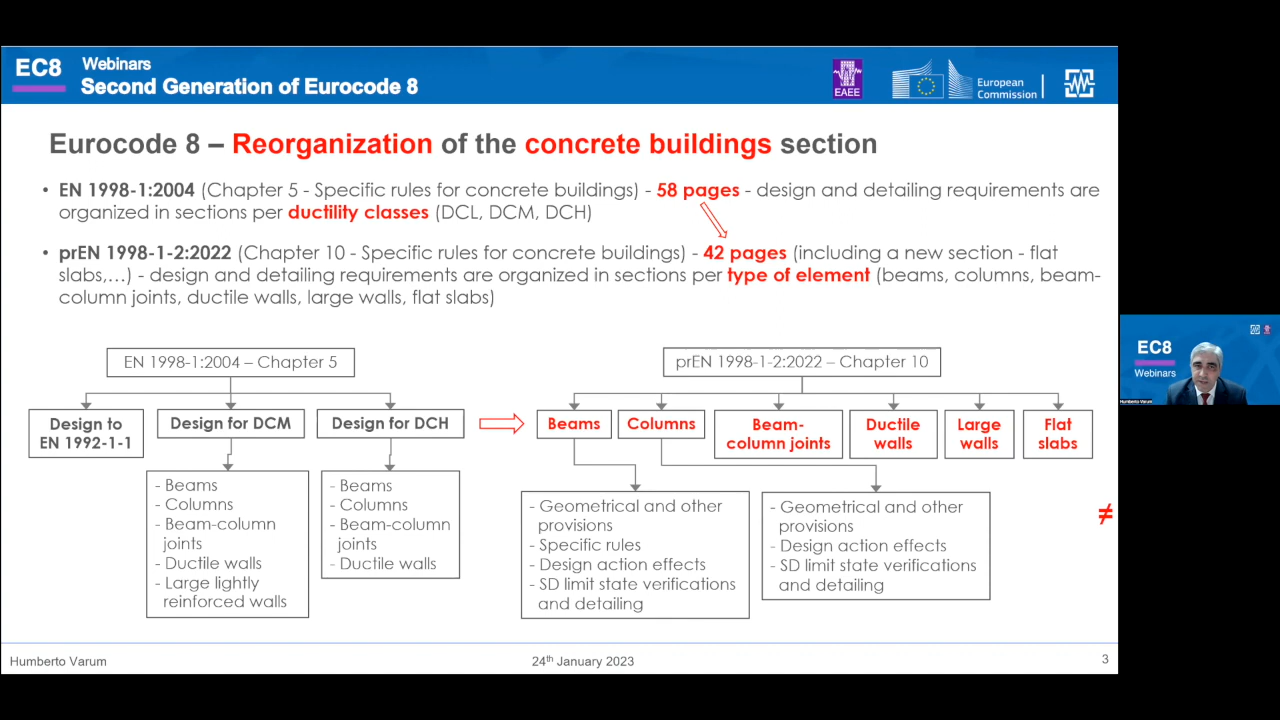 EC8
Webinars
Second Generation of Eurocode 8
EAEE
European
Commission
Eurocode 8 – Reorganization of the concrete buildings section
• EN 1998-1:2004 (Chapter 5 - Specific rules for concrete buildings) - 58 pages - design and detailing requirements are
organized in sections per ductility classes (DCL, DCM, DCH)
• prEN 1998-1-2:2022 (Chapter 10 - Specific rules for concrete buildings) - 42 pages (including a new section - flat
slabs,...) - design and detailing requirements are organized in sections per type of element (beams, columns, beam-
column joints, ductile walls, large walls, flat slabs)
EN 1998-1:2004 – Chapter 5
Design to
EN 1992-1-1
Design for DCM
Design for DCH
- Beams
- Columns
- Beam-column
joints
- Ductile walls
- Large lightly
reinforced walls
- Beams
- Columns
- Beam-column
joints
- Ductile walls
prEN 1998-1-2:2022 – Chapter 10
Beams
Columns
Beam-
column joints
Ductile
walls
Large
walls
Flat
slabs
- Geometrical and other
provisions
- Specific rules
- Design action effects
- SD limit state verifications
and detailing
- Geometrical and other
provisions
- Design action effects
- SD limit state verifications
and detailing
≠
Humberto Varum
24th January 2023
3
EC8
Webinars
Humberto Varum